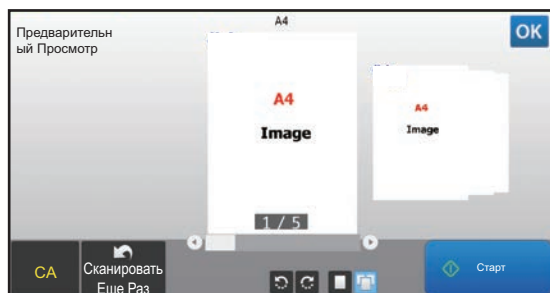 Предварительн
ый Просмотр
A4
OK
A4
Image
A4
Image
1 / 5
CA
Сканировать
Еще Раз
Старт